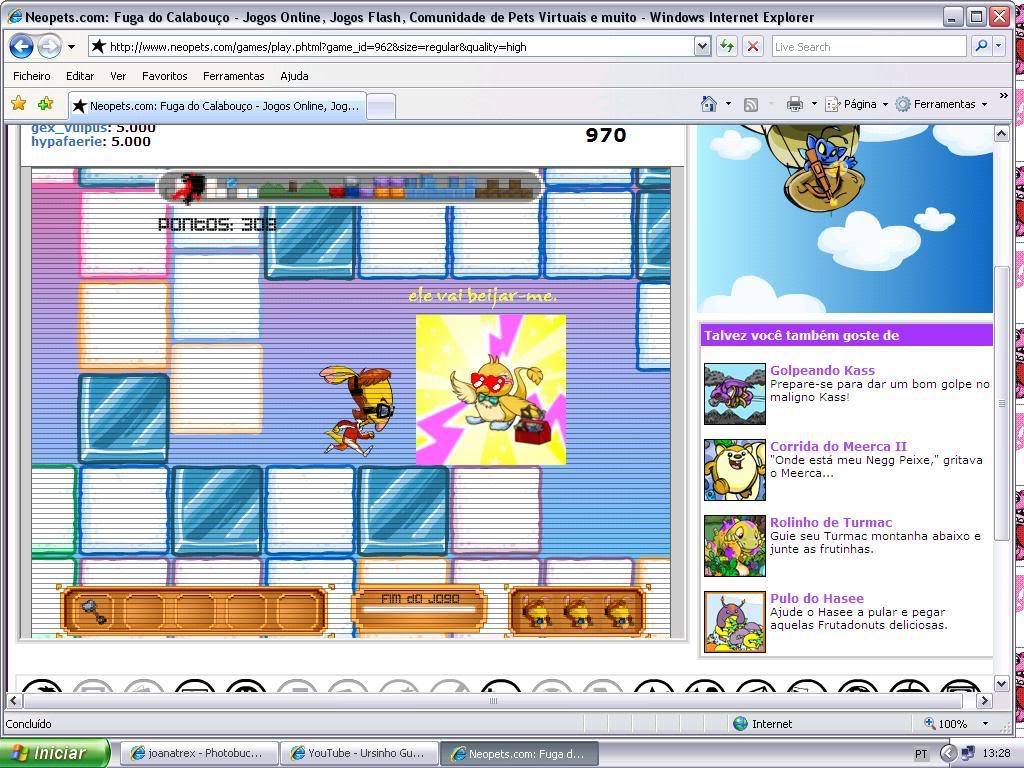 Neopets.com: Fuga do Calabouço - Jogos Online, Jogos Flash, Comunidade de Pets Virtuais e muito - Windows Internet Explorer
http://www.neopets.com/games/play.phtml?game_id=962&size=regular&quality=high
Live Search
Ficheiro Editar Ver Favoritos Ferramentas Ajuda
Neopets.com: Fuga do Calabouço - Jogos Online, Jog...
Página Ferramentas
gex_vulpus: 5.000
hypafaerie: 5.000
970
Pontos: 308
ele vai beijar-me.
Fim do Jogo
Talvez você também goste de
Golpeando Kass
Prepare-se para dar um bom golpe no
maligno Kass!
Corrida do Meerca II
"Onde está meu Negg Peixe," gritava
o Meerca...
Rolinho de Turmac
Guie seu Turmac montanha abaixo e
junte as frutinhas.
Pulo do Hasee
Ajude o Hasee a pular e pegar
aquelas Frutadonuts deliciosas.
Concluído
Internet
100%
Iniciar
joanatrex - Photobuc...
YouTube - Ursinho Gu...
Neopets.com: Fuga d...
PT
13:28